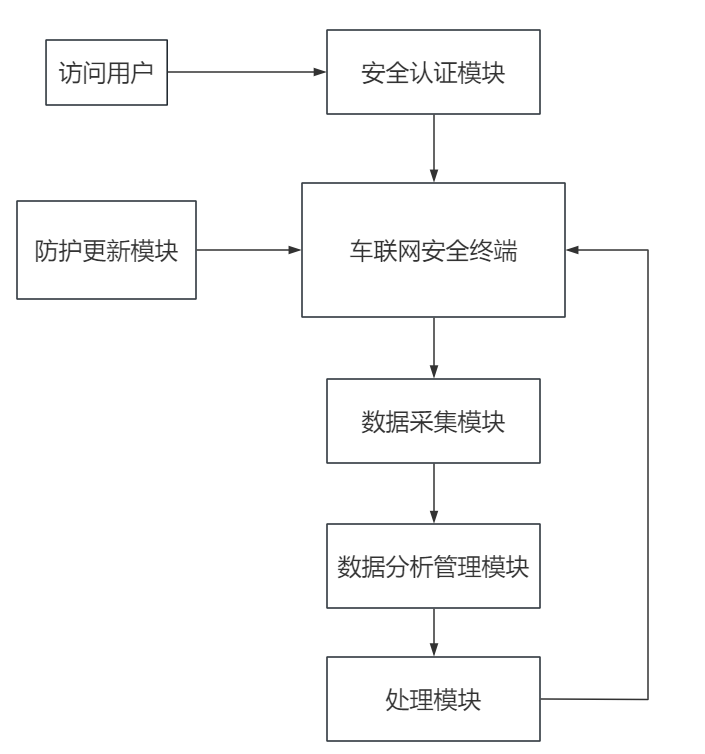 访问用户
安全认证模块
防护更新模块
车联网安全终端
数据采集模块
数据分析管理模块
处理模块